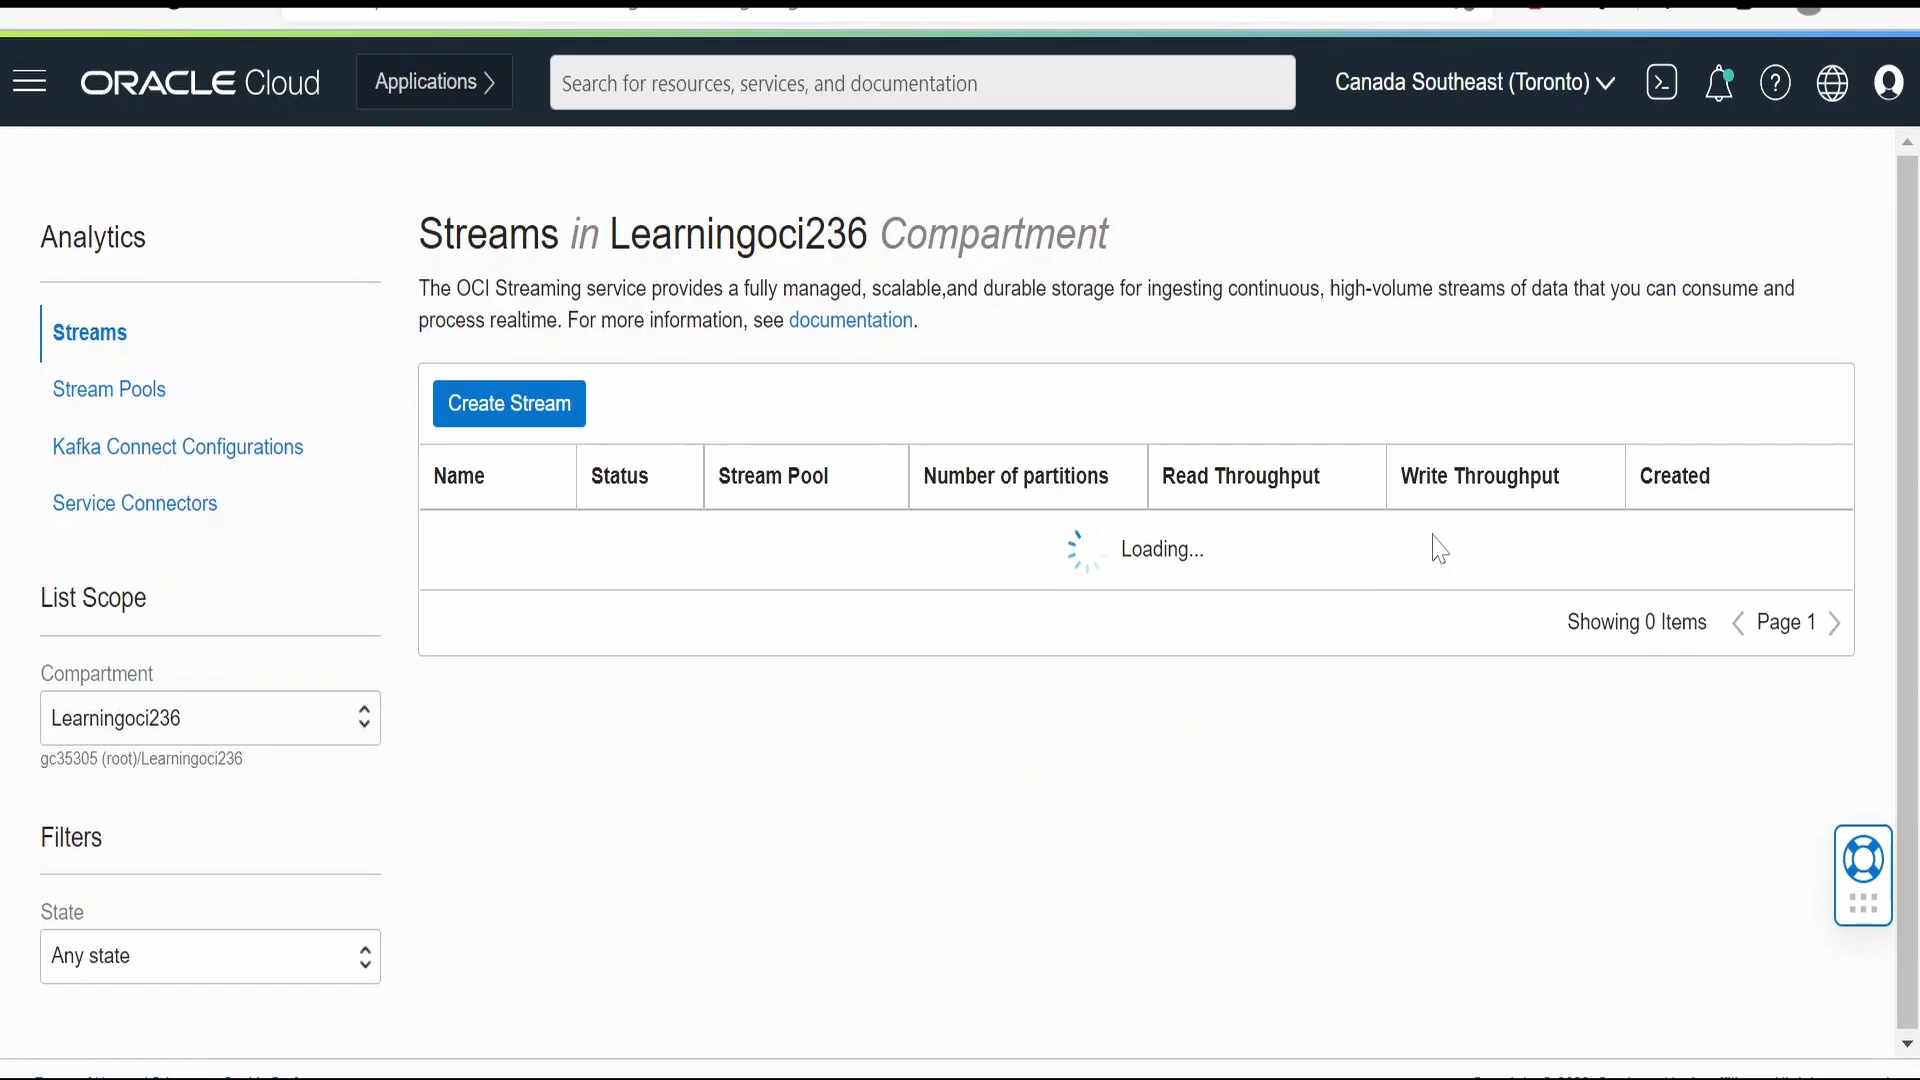 ORACLE Cloud
Applications
Search for resources, services, and documentation
Canada Southeast (Toronto)
Analytics
Streams
Stream Pools
Kafka Connect Configurations
Service Connectors
List Scope
Compartment
Learningoci236
gc35305 (root)/Learningoci236
Filters
State
Any state
Streams in Learningoci236 Compartment
The OCI Streaming service provides a fully managed, scalable,and durable storage for ingesting continuous, high-volume streams of data that you can consume and
process realtime. For more information, see documentation.
Create Stream
Name Status Stream Pool Number of partitions Read Throughput Write Throughput Created
Loading...
Showing 0 Items Page 1